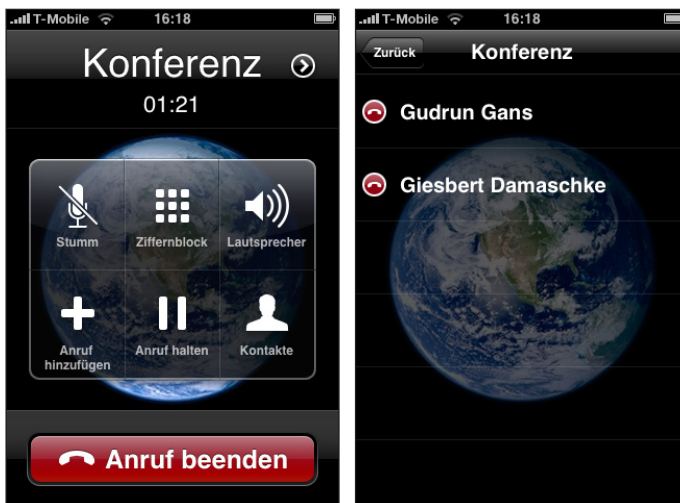 T-Mobile 16:18
Konferenz
01:21
Stumm Ziffernblock Lautsprecher
Anruf hinzufügen Anruf halten Kontakte
Anruf beenden
T-Mobile 16:18
Zurück Konferenz
Gudrun Gans
Giesbert Damaschke